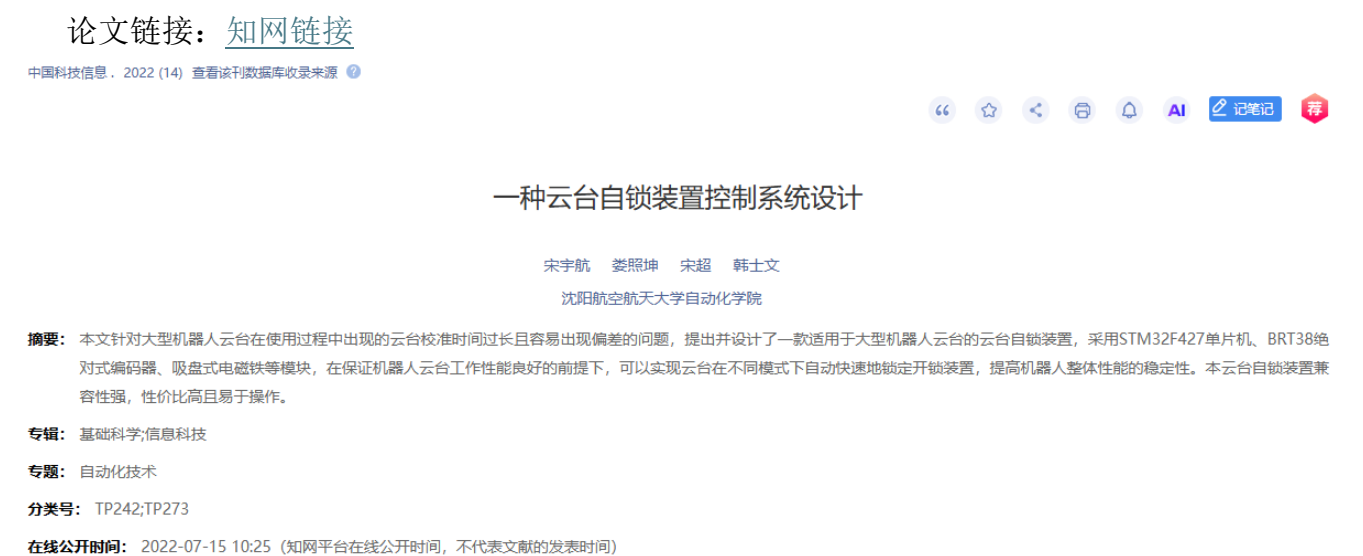 论文链接：知网链接
中国科技信息 . 2022 (14) 查看该刊数据库收录来源 ?
AI 记笔记 荐
一种云台自锁装置控制系统设计
宋宇航 娄照坤 宋超 韩士文
沈阳航空航天大学自动化学院
摘要： 本文针对大型机器人云台在使用过程中出现的云台校准时间过长且容易出现偏差的问题，提出并设计了一款适用于大型机器人云台的云台自锁装置，采用STM32F427单片机、BRT38绝
对式编码器、吸盘式电磁铁等模块，在保证机器人云台工作性能良好的前提下，可以实现云台在不同模式下自动快速地锁定开锁装置，提高机器人整体性能的稳定性。本云台自锁装置兼
容性强，性价比高且易于操作。
专辑： 基础科学;信息科技
专题： 自动化技术
分类号： TP242;TP273
在线公开时间： 2022-07-15 10:25（知网平台在线公开时间，不代表文献的发表时间）